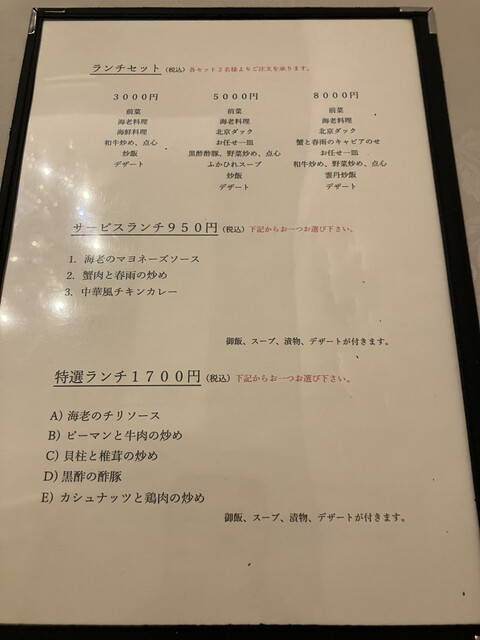 ランチセット (税込) 各セット2名様よりご注文を承ります。
3000円
前菜
海老料理
海鮮料理
和牛炒め、点心
炒飯
デザート
5000円
前菜
海老料理
北京ダック
お任せ一皿
黒酢酢豚、野菜炒め、点心
ふかひれスープ
炒飯
デザート
8000円
前菜
海老料理
北京ダック
蟹と春雨のキャビアのせ
お任せ一皿
和牛炒め、野菜炒め、点心
雲丹炒飯
デザート
サービスランチ950円 (税込) 下記からお一つお選び下さい。
1. 海老のマヨネーズソース
2. 蟹肉と春雨の炒め
3. 中華風チキンカレー
御飯、スープ、漬物、デザートが付きます。
特選ランチ1700円 (税込) 下記からお一つお選び下さい。
A) 海老のチリソース
B) ピーマンと牛肉の炒め
C) 貝柱と椎茸の炒め
D) 黒酢の酢豚
E) カシュナッツと鶏肉の炒め
御飯、スープ、漬物、デザートが付きます。